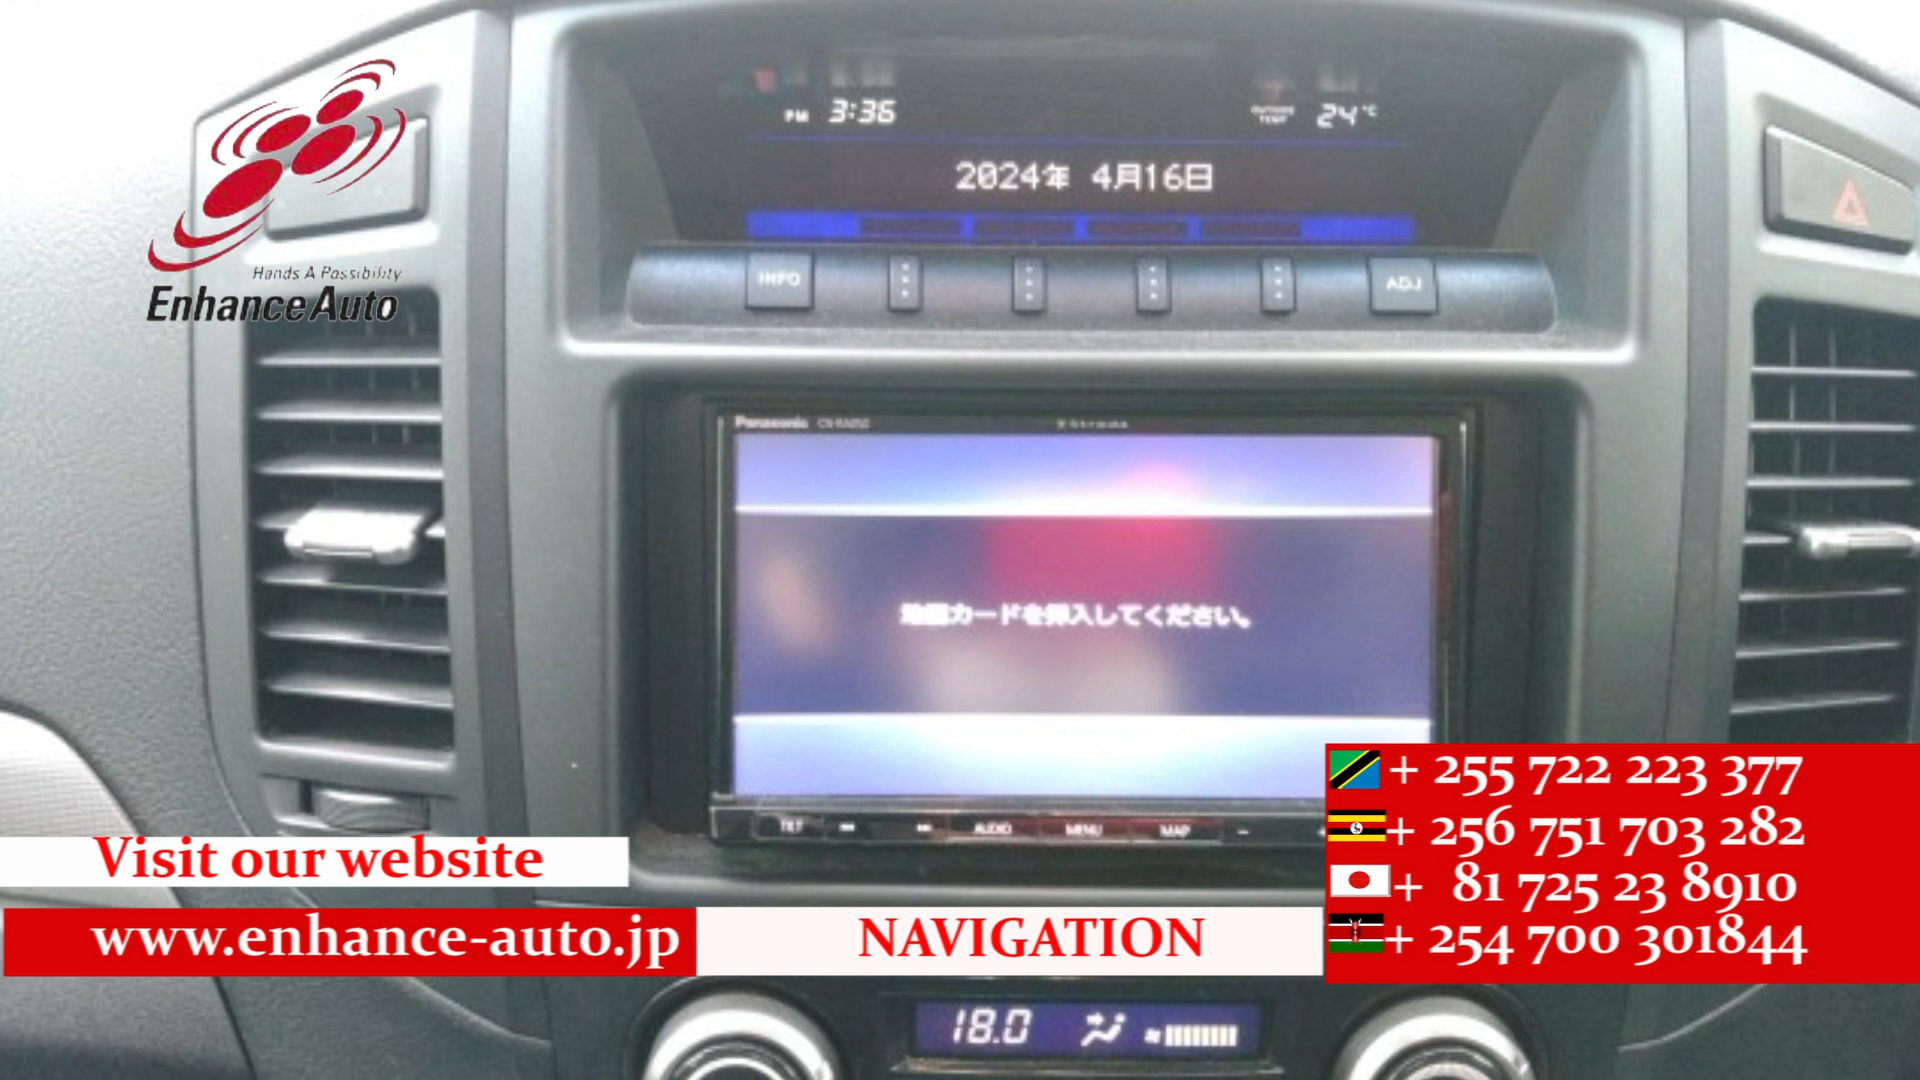 PM 3:36
OUTSIDE TEMP 24°C
2024年 4月16日
INFO
ADJ
Hands A Possibility
Enhance Auto
Panasonic
地図カードを挿入してください。
TILT AUDIO MENU MAP
+ 255 722 223 377
+ 256 751 703 282
+ 81 725 23 8910
+ 254 700 301844
Visit our website
www.enhance-auto.jp
NAVIGATION
18.0